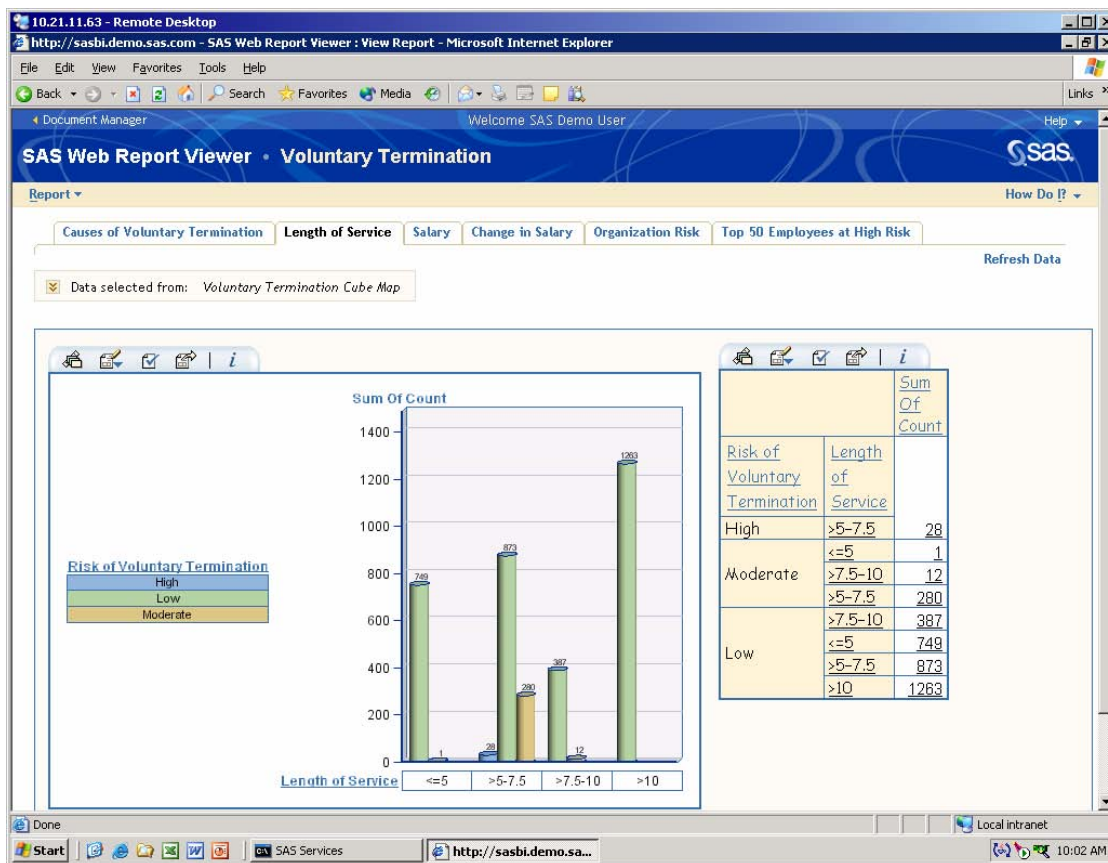 10.21.11.63 - Remote Desktop
http://sasbi.demo.sas.com - SAS Web Report Viewer : View Report - Microsoft Internet Explorer
File Edit View Favorites Tools Help
Back Search Favorites Media Links »
Document Manager Welcome SAS Demo User Help
SAS Web Report Viewer • Voluntary Termination sas.
Report How Do I?
Causes of Voluntary Termination Length of Service Salary Change in Salary Organization Risk Top 50 Employees at High Risk
Refresh Data
Data selected from: Voluntary Termination Cube Map
Sum Of Count
1400
1200
1000
800
600
400
200
0
749
1
28
873
280
387
12
1263
Risk of Voluntary Termination
High
Low
Moderate
Length of Service <=5 >5-7.5 >7.5-10 >10
Sum
Of
Count
Risk of Length
Voluntary of
Termination Service
High >5-7.5 28
Moderate <=5 1
>7.5-10 12
>5-7.5 280
Low >7.5-10 387
<=5 749
>5-7.5 873
>10 1263
Done Local intranet
Start SAS Services http://sasbi.demo.sa... 10:02 AM